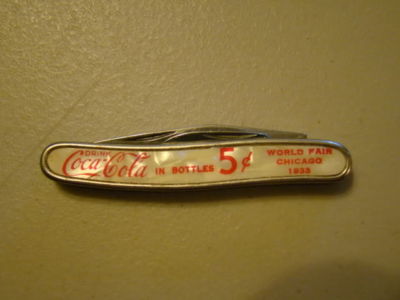 DRINK
Coca-Cola IN BOTTLES 5¢
WORLD FAIR
CHICAGO
1933